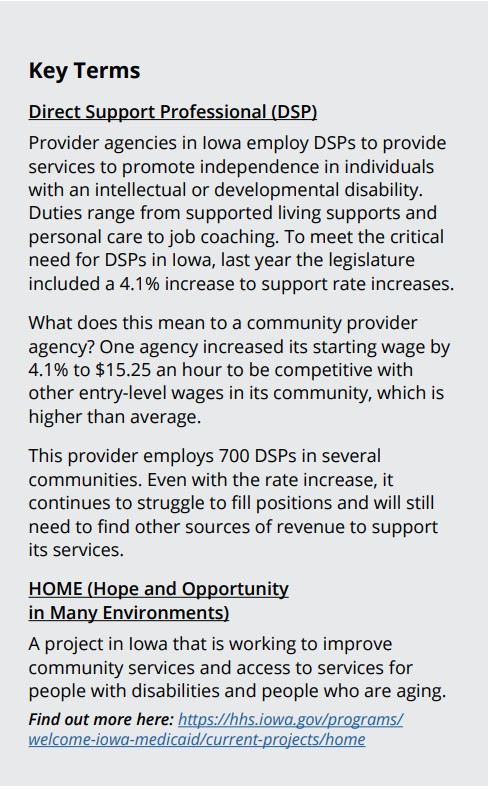 Key Terms
Direct Support Professional (DSP)
Provider agencies in Iowa employ DSPs to provide
services to promote independence in individuals
with an intellectual or developmental disability.
Duties range from supported living supports and
personal care to job coaching. To meet the critical
need for DSPs in Iowa, last year the legislature
included a 4.1% increase to support rate increases.
What does this mean to a community provider
agency? One agency increased its starting wage by
4.1% to $15.25 an hour to be competitive with
other entry-level wages in its community, which is
higher than average.
This provider employs 700 DSPs in several
communities. Even with the rate increase, it
continues to struggle to fill positions and will still
need to find other sources of revenue to support
its services.
HOME (Hope and Opportunity
in Many Environments)
A project in Iowa that is working to improve
community services and access to services for
people with disabilities and people who are aging.
Find out more here: https://hhs.iowa.gov/programs/
welcome-iowa-medicaid/current-projects/home